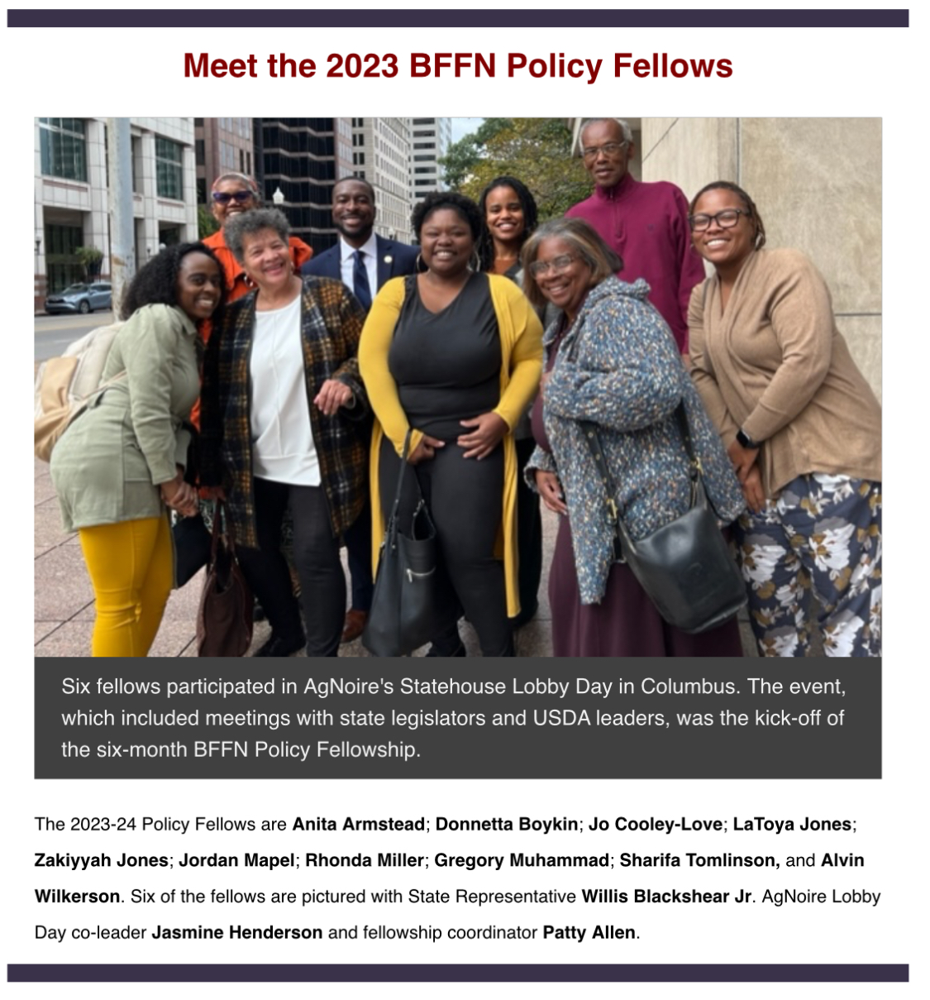 Meet the 2023 BFFN Policy Fellows
Six fellows participated in AgNoire's Statehouse Lobby Day in Columbus. The event,
which included meetings with state legislators and USDA leaders, was the kick-off of
the six-month BFFN Policy Fellowship.
The 2023-24 Policy Fellows are Anita Armstead; Donnetta Boykin; Jo Cooley-Love; LaToya Jones;
Zakiyyah Jones; Jordan Mapel; Rhonda Miller; Gregory Muhammad; Sharifa Tomlinson, and Alvin
Wilkerson. Six of the fellows are pictured with State Representative Willis Blackshear Jr. AgNoire Lobby
Day co-leader Jasmine Henderson and fellowship coordinator Patty Allen.